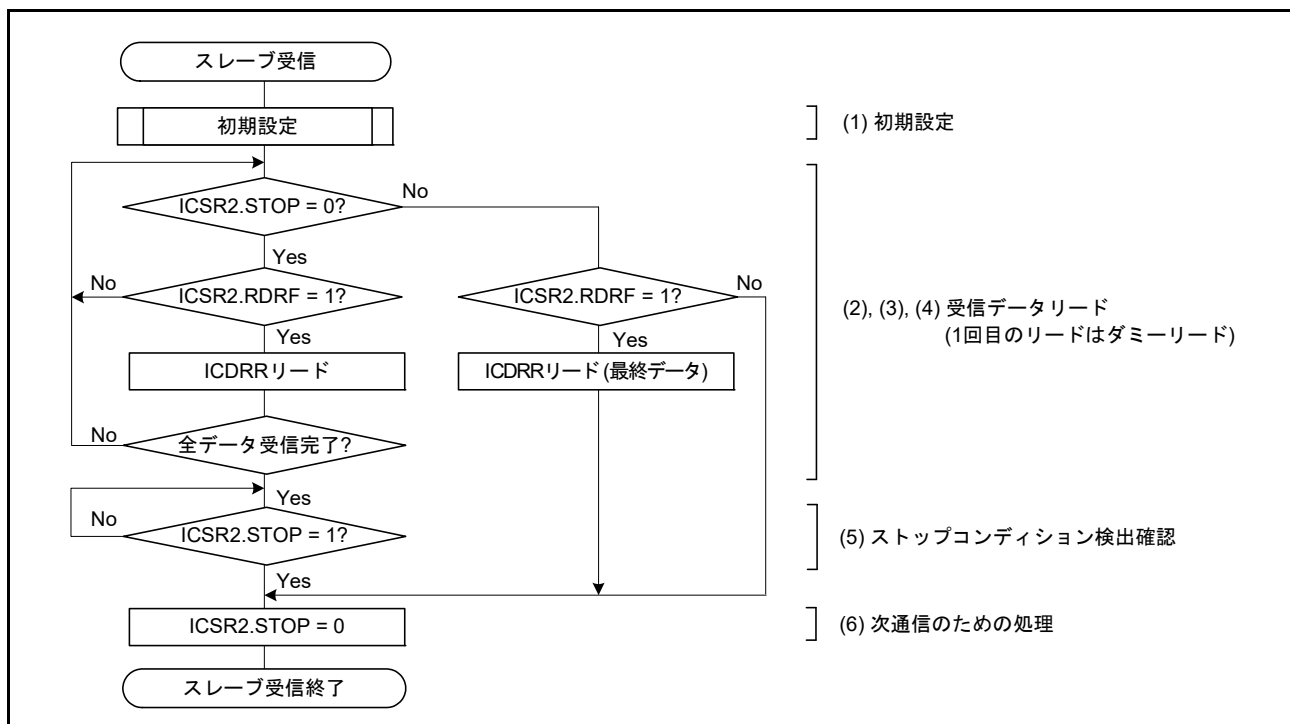 スレーブ受信
初期設定
(1) 初期設定
ICSR2.STOP = 0?
No
Yes
No
ICSR2.RDRF = 1?
ICSR2.RDRF = 1?
No
Yes
Yes
ICDRRリード
ICDRRリード (最終データ)
(2), (3), (4) 受信データリード
(1回目のリードはダミーリード)
No
全データ受信完了?
Yes
No
ICSR2.STOP = 1?
(5) ストップコンディション検出確認
Yes
ICSR2.STOP = 0
(6) 次通信のための処理
スレーブ受信終了